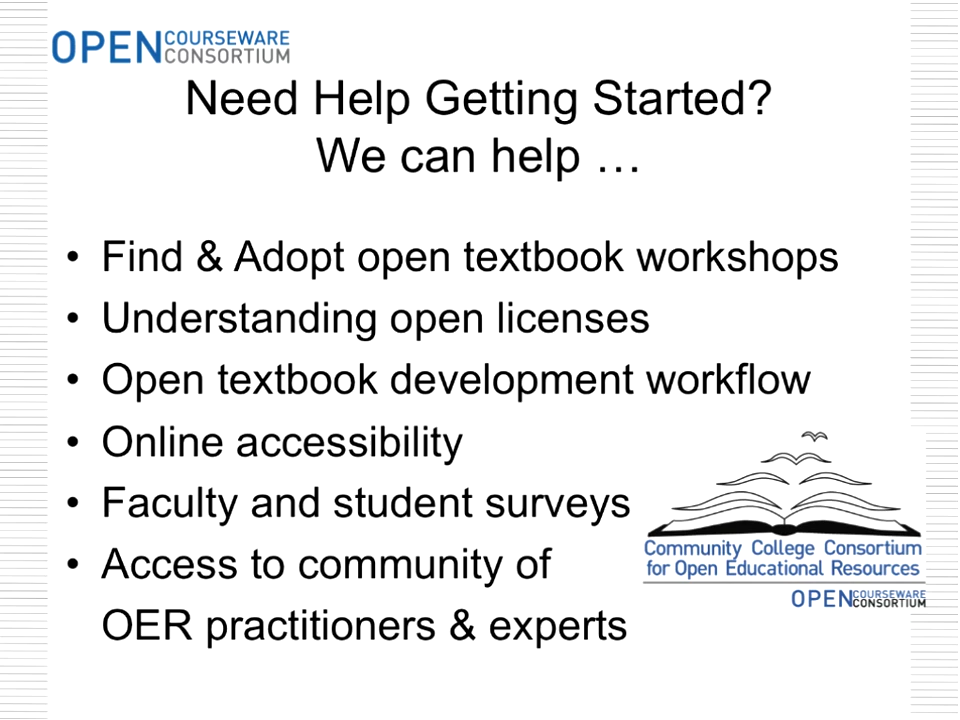 OPEN COURSEWARE CONSORTIUM
Need Help Getting Started?
We can help …
• Find & Adopt open textbook workshops
• Understanding open licenses
• Open textbook development workflow
• Online accessibility
• Faculty and student surveys
• Access to community of
OER practitioners & experts
Community College Consortium
for Open Educational Resources
OPEN COURSEWARE CONSORTIUM